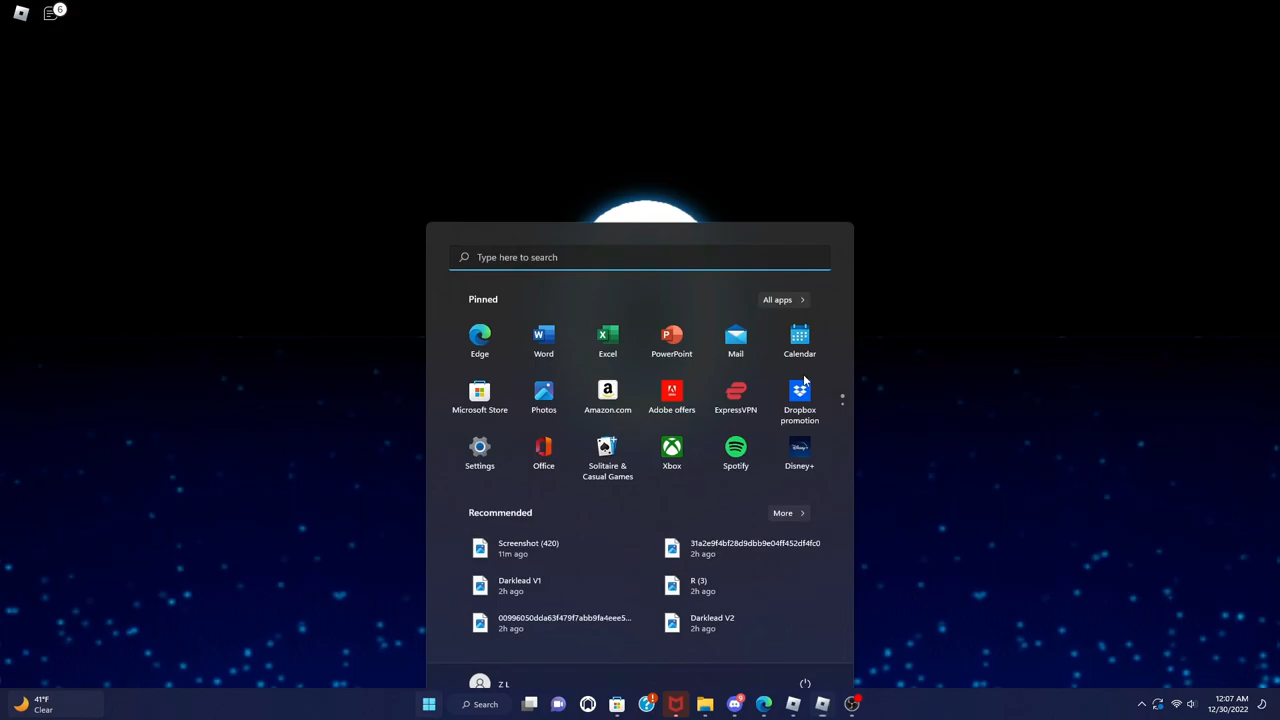 6
Type here to search
Pinned
All apps
Edge
Word
Excel
PowerPoint
Mail
Calendar
Microsoft Store
Photos
Amazon.com
Adobe offers
ExpressVPN
Dropbox
promotion
Settings
Office
Solitaire &
Casual Games
Xbox
Spotify
Disney+
Recommended
More
Screenshot (420)
11m ago
31a2e9f4bf28d9dbb9e04ff452df4fc0
2h ago
Darklead V1
2h ago
R (3)
2h ago
00996050dda63f479f7abb9fa4eee5...
2h ago
Darklead V2
2h ago
Z L
41°F
Clear
Search
12:07 AM
12/30/2022